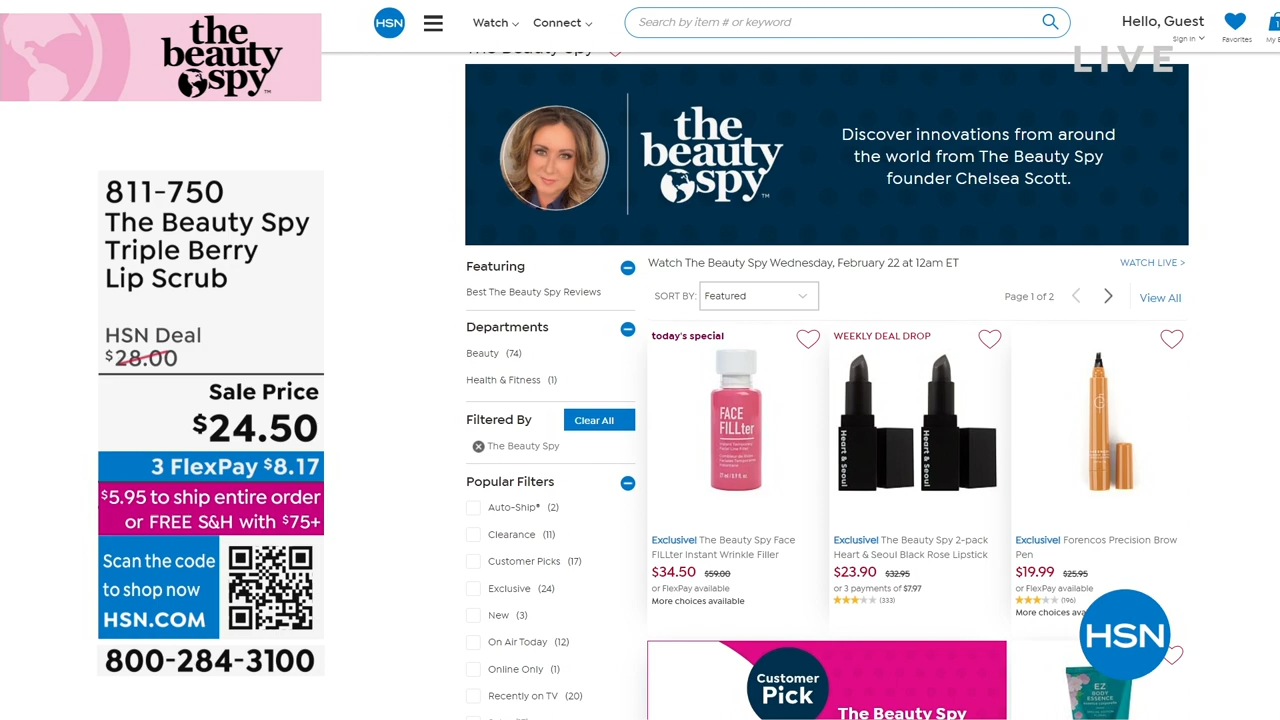 the
beauty
spy™
811-750
The Beauty Spy
Triple Berry
Lip Scrub
HSN Deal
$28.00
Sale Price
$24.50
3 FlexPay $8.17
$5.95 to ship entire order
or FREE S&H with $75+
Scan the code
to shop now
HSN.COM
800-284-3100
HSN
Watch
Connect
Search by item # or keyword
Hello, Guest
Sign In
Favorites
LIVE
The Beauty Spy
the
beauty
spy™
Discover innovations from around
the world from The Beauty Spy
founder Chelsea Scott.
Featuring
Best The Beauty Spy Reviews
Departments
Beauty (74)
Health & Fitness (1)
Filtered By
Clear All
The Beauty Spy
Popular Filters
Auto-Ship® (2)
Clearance (11)
Customer Picks (17)
Exclusive (24)
New (3)
On Air Today (12)
Online Only (1)
Recently on TV (20)
Watch The Beauty Spy Wednesday, February 22 at 12am ET
WATCH LIVE >
SORT BY: Featured
Page 1 of 2
View All
today's special
FACE
FILLter
Exclusive! The Beauty Spy Face
FILLter Instant Wrinkle Filler
$34.50 $59.00
or FlexPay available
More choices available
WEEKLY DEAL DROP
Heart & Seoul
Heart & Seoul
Exclusive! The Beauty Spy 2-pack
Heart & Seoul Black Rose Lipstick
$23.90 $32.95
or 3 payments of $7.97
(333)
Exclusive! Forencos Precision Brow
Pen
$19.99 $25.95
or FlexPay available
(196)
More choices ava
HSN
Customer
Pick
The Beauty Spy
EZ
BODY
ESSENCE